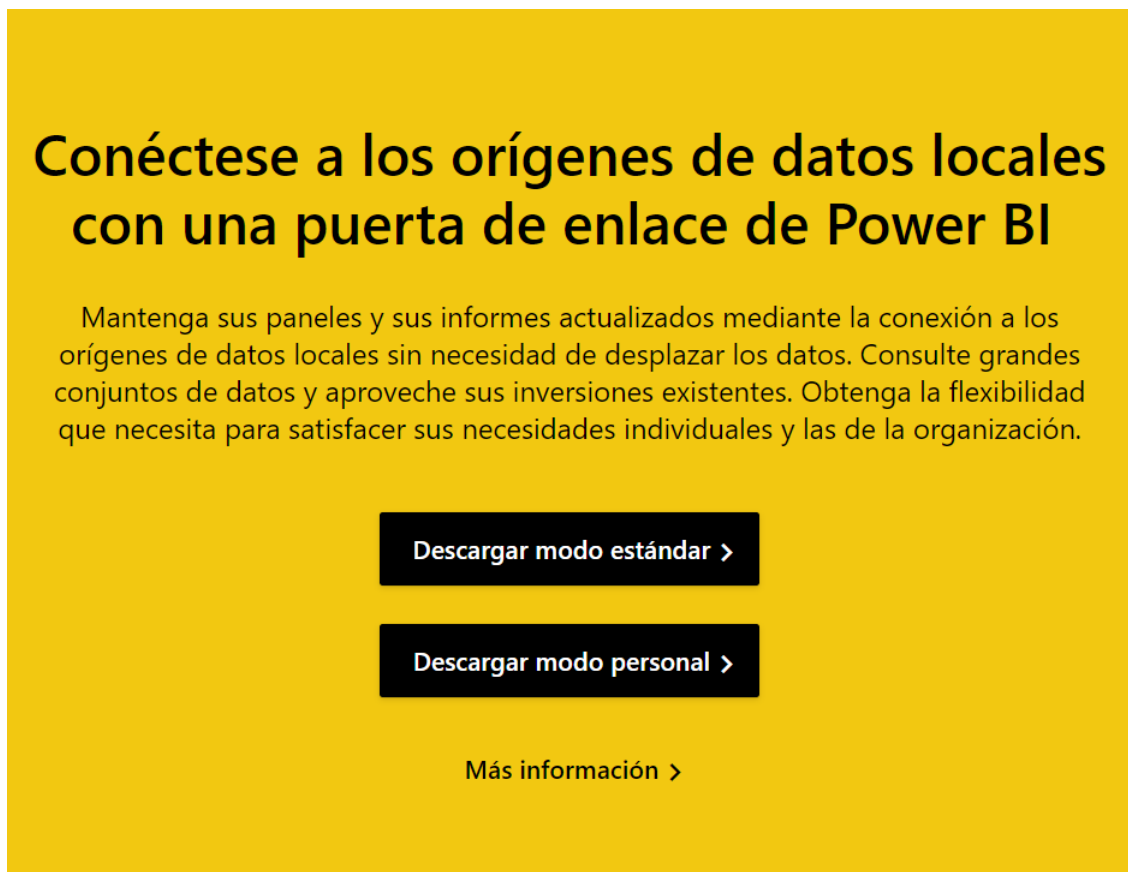 Conéctese a los orígenes de datos locales
con una puerta de enlace de Power BI
Mantenga sus paneles y sus informes actualizados mediante la conexión a los
orígenes de datos locales sin necesidad de desplazar los datos. Consulte grandes
conjuntos de datos y aproveche sus inversiones existentes. Obtenga la flexibilidad
que necesita para satisfacer sus necesidades individuales y las de la organización.
Descargar modo estándar >
Descargar modo personal >
Más información >